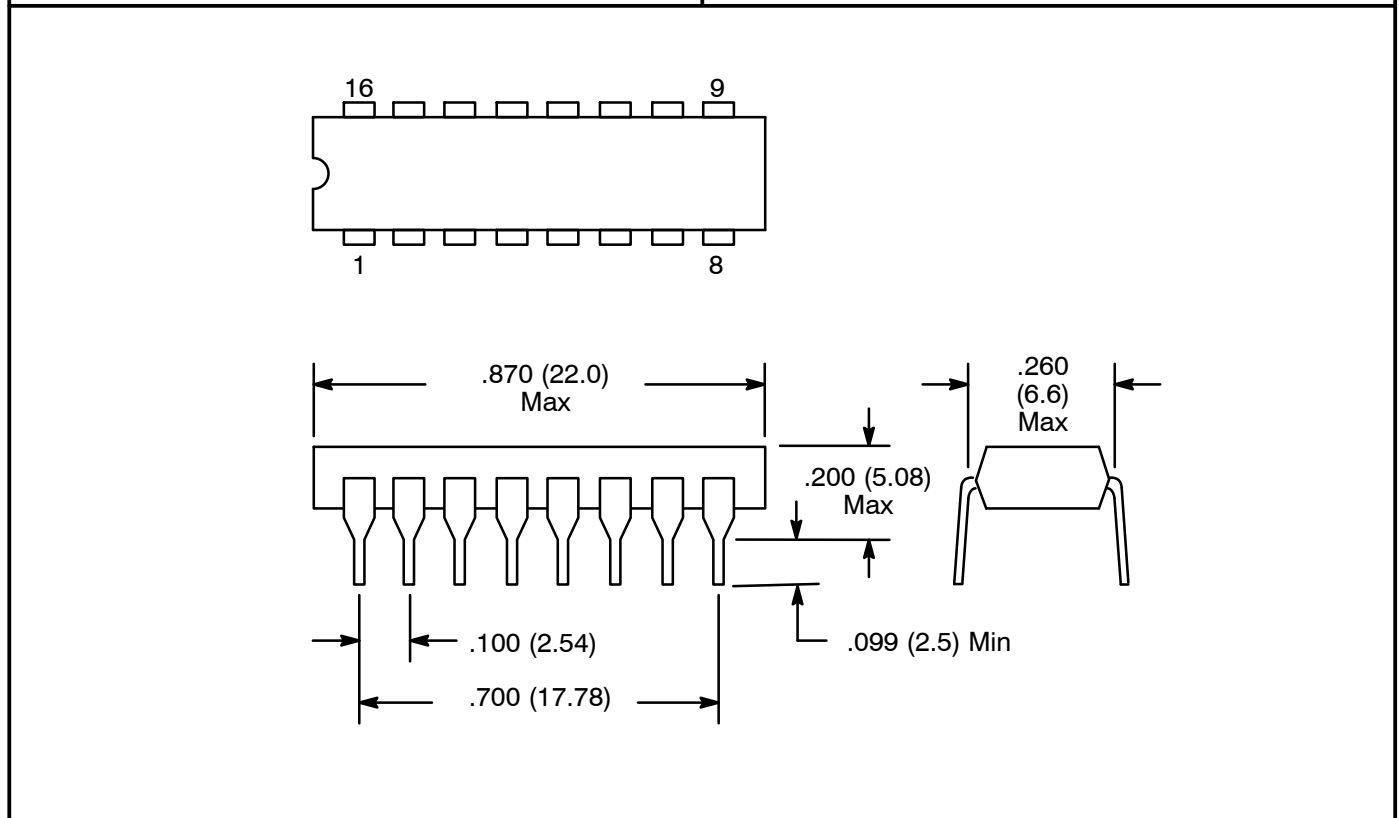 16
9
1
8
.870 (22.0)
Max
.260
(6.6)
Max
.200 (5.08)
Max
.100 (2.54)
.099 (2.5) Min
.700 (17.78)